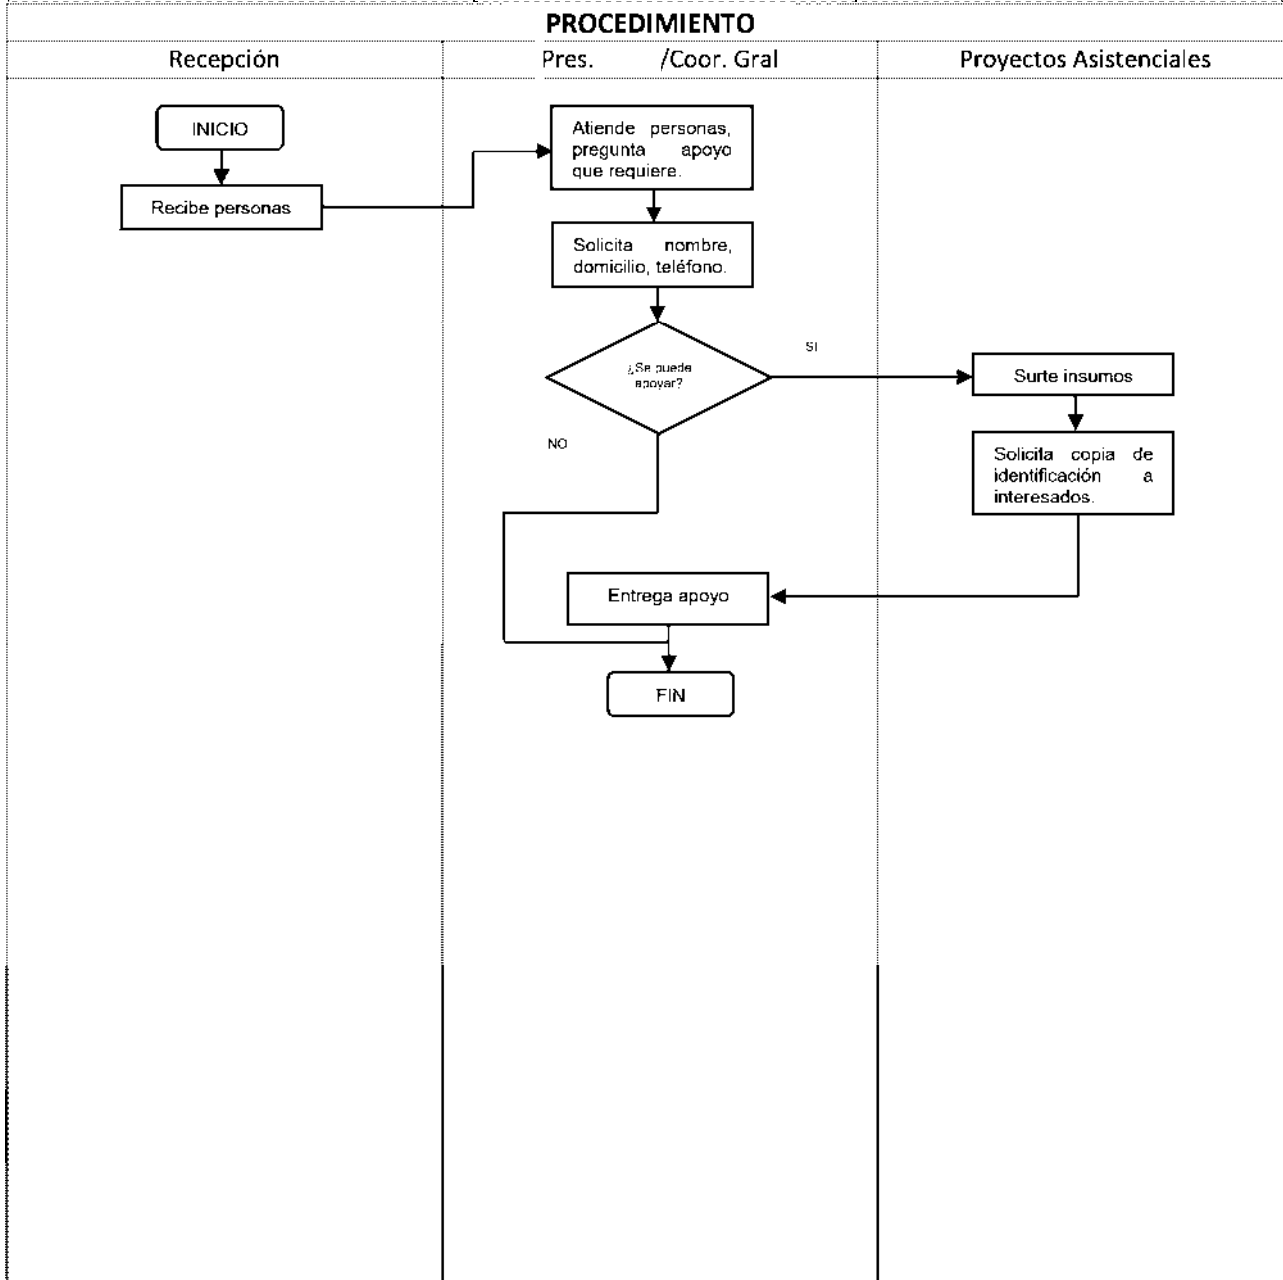 PROCEDIMIENTO
Recepción
Pres. /Coor. Gral
Proyectos Asistenciales
INICIO
Recibe personas
Atiende personas,
pregunta apoyo
que requiere.
Solicita nombre,
domicilio, teléfono.
¿Se puede
apoyar?
SI
NO
Surte insumos
Solicita copia de
identificación a
interesados.
Entrega apoyo
FIN